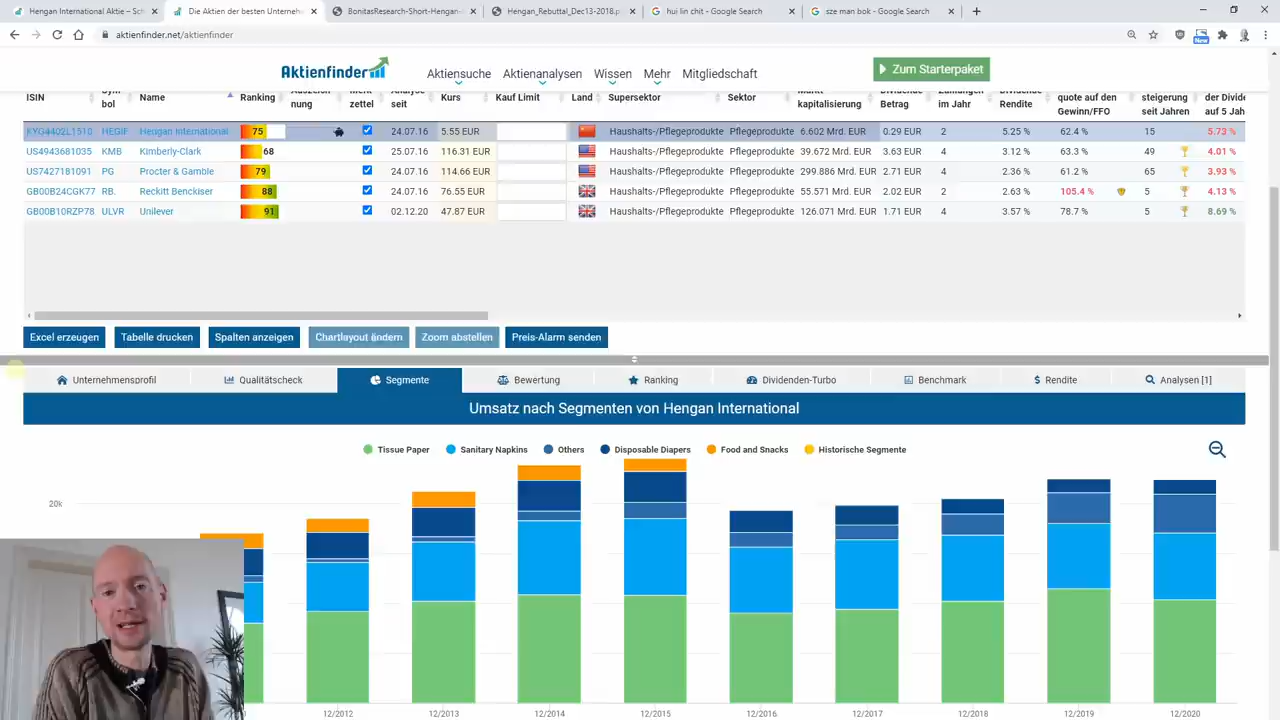 Hengan International Aktie – Sc
Die Aktien der besten Unterneh
BonitasResearch-Short-Hengan-
Hengan_Rebuttal_Dec13-2018.p
hui lin chit - Google Search
sze man bok - Google Search
aktienfinder.net/aktienfinder
New
Aktienfinder
Aktiensuche
Aktienanalysen
Wissen
Mehr
Mitgliedschaft
Zum Starterpaket
ISIN Sym bol Name Ranking Auszeich nung Merk zettel Analyse seit Kurs Kauf Limit Land Supersektor Sektor Markt kapitalisierung Dividende Betrag Zahlungen im Jahr Dividende Rendite quote auf den Gewinn/FFO steigerung seit Jahren der Divide auf 5 Jah
KYG4402L1510 HEGIF Hengan International 75 24.07.16 5.55 EUR Haushalts-/Pflegeprodukte Pflegeprodukte 6.602 Mrd. EUR 0.29 EUR 2 5.25 % 62.4 % 15 5.73 %
US4943681035 KMB Kimberly-Clark 68 25.07.16 116.31 EUR Haushalts-/Pflegeprodukte Pflegeprodukte 39.672 Mrd. EUR 3.63 EUR 4 3.12 % 63.3 % 49 4.01 %
US7427181091 PG Procter & Gamble 79 24.07.16 114.66 EUR Haushalts-/Pflegeprodukte Pflegeprodukte 299.886 Mrd. EUR 2.71 EUR 4 2.36 % 61.2 % 65 3.93 %
GB00B24CGK77 RB. Reckitt Benckiser 88 24.07.16 76.55 EUR Haushalts-/Pflegeprodukte Pflegeprodukte 55.571 Mrd. EUR 2.02 EUR 2 2.63 % 105.4 % 5 4.13 %
GB00B10RZP78 ULVR Unilever 91 02.12.20 47.87 EUR Haushalts-/Pflegeprodukte Pflegeprodukte 126.071 Mrd. EUR 1.71 EUR 4 3.57 % 78.7 % 5 8.69 %
Excel erzeugen
Tabelle drucken
Spalten anzeigen
Chartlayout ändern
Zoom abstellen
Preis-Alarm senden
Unternehmensprofil
Qualitätscheck
Segmente
Bewertung
Ranking
Dividenden-Turbo
Benchmark
Rendite
Analysen [1]
Umsatz nach Segmenten von Hengan International
Tissue Paper
Sanitary Napkins
Others
Disposable Diapers
Food and Snacks
Historische Segmente
20k
12/2012
12/2013
12/2014
12/2015
12/2016
12/2017
12/2018
12/2019
12/2020